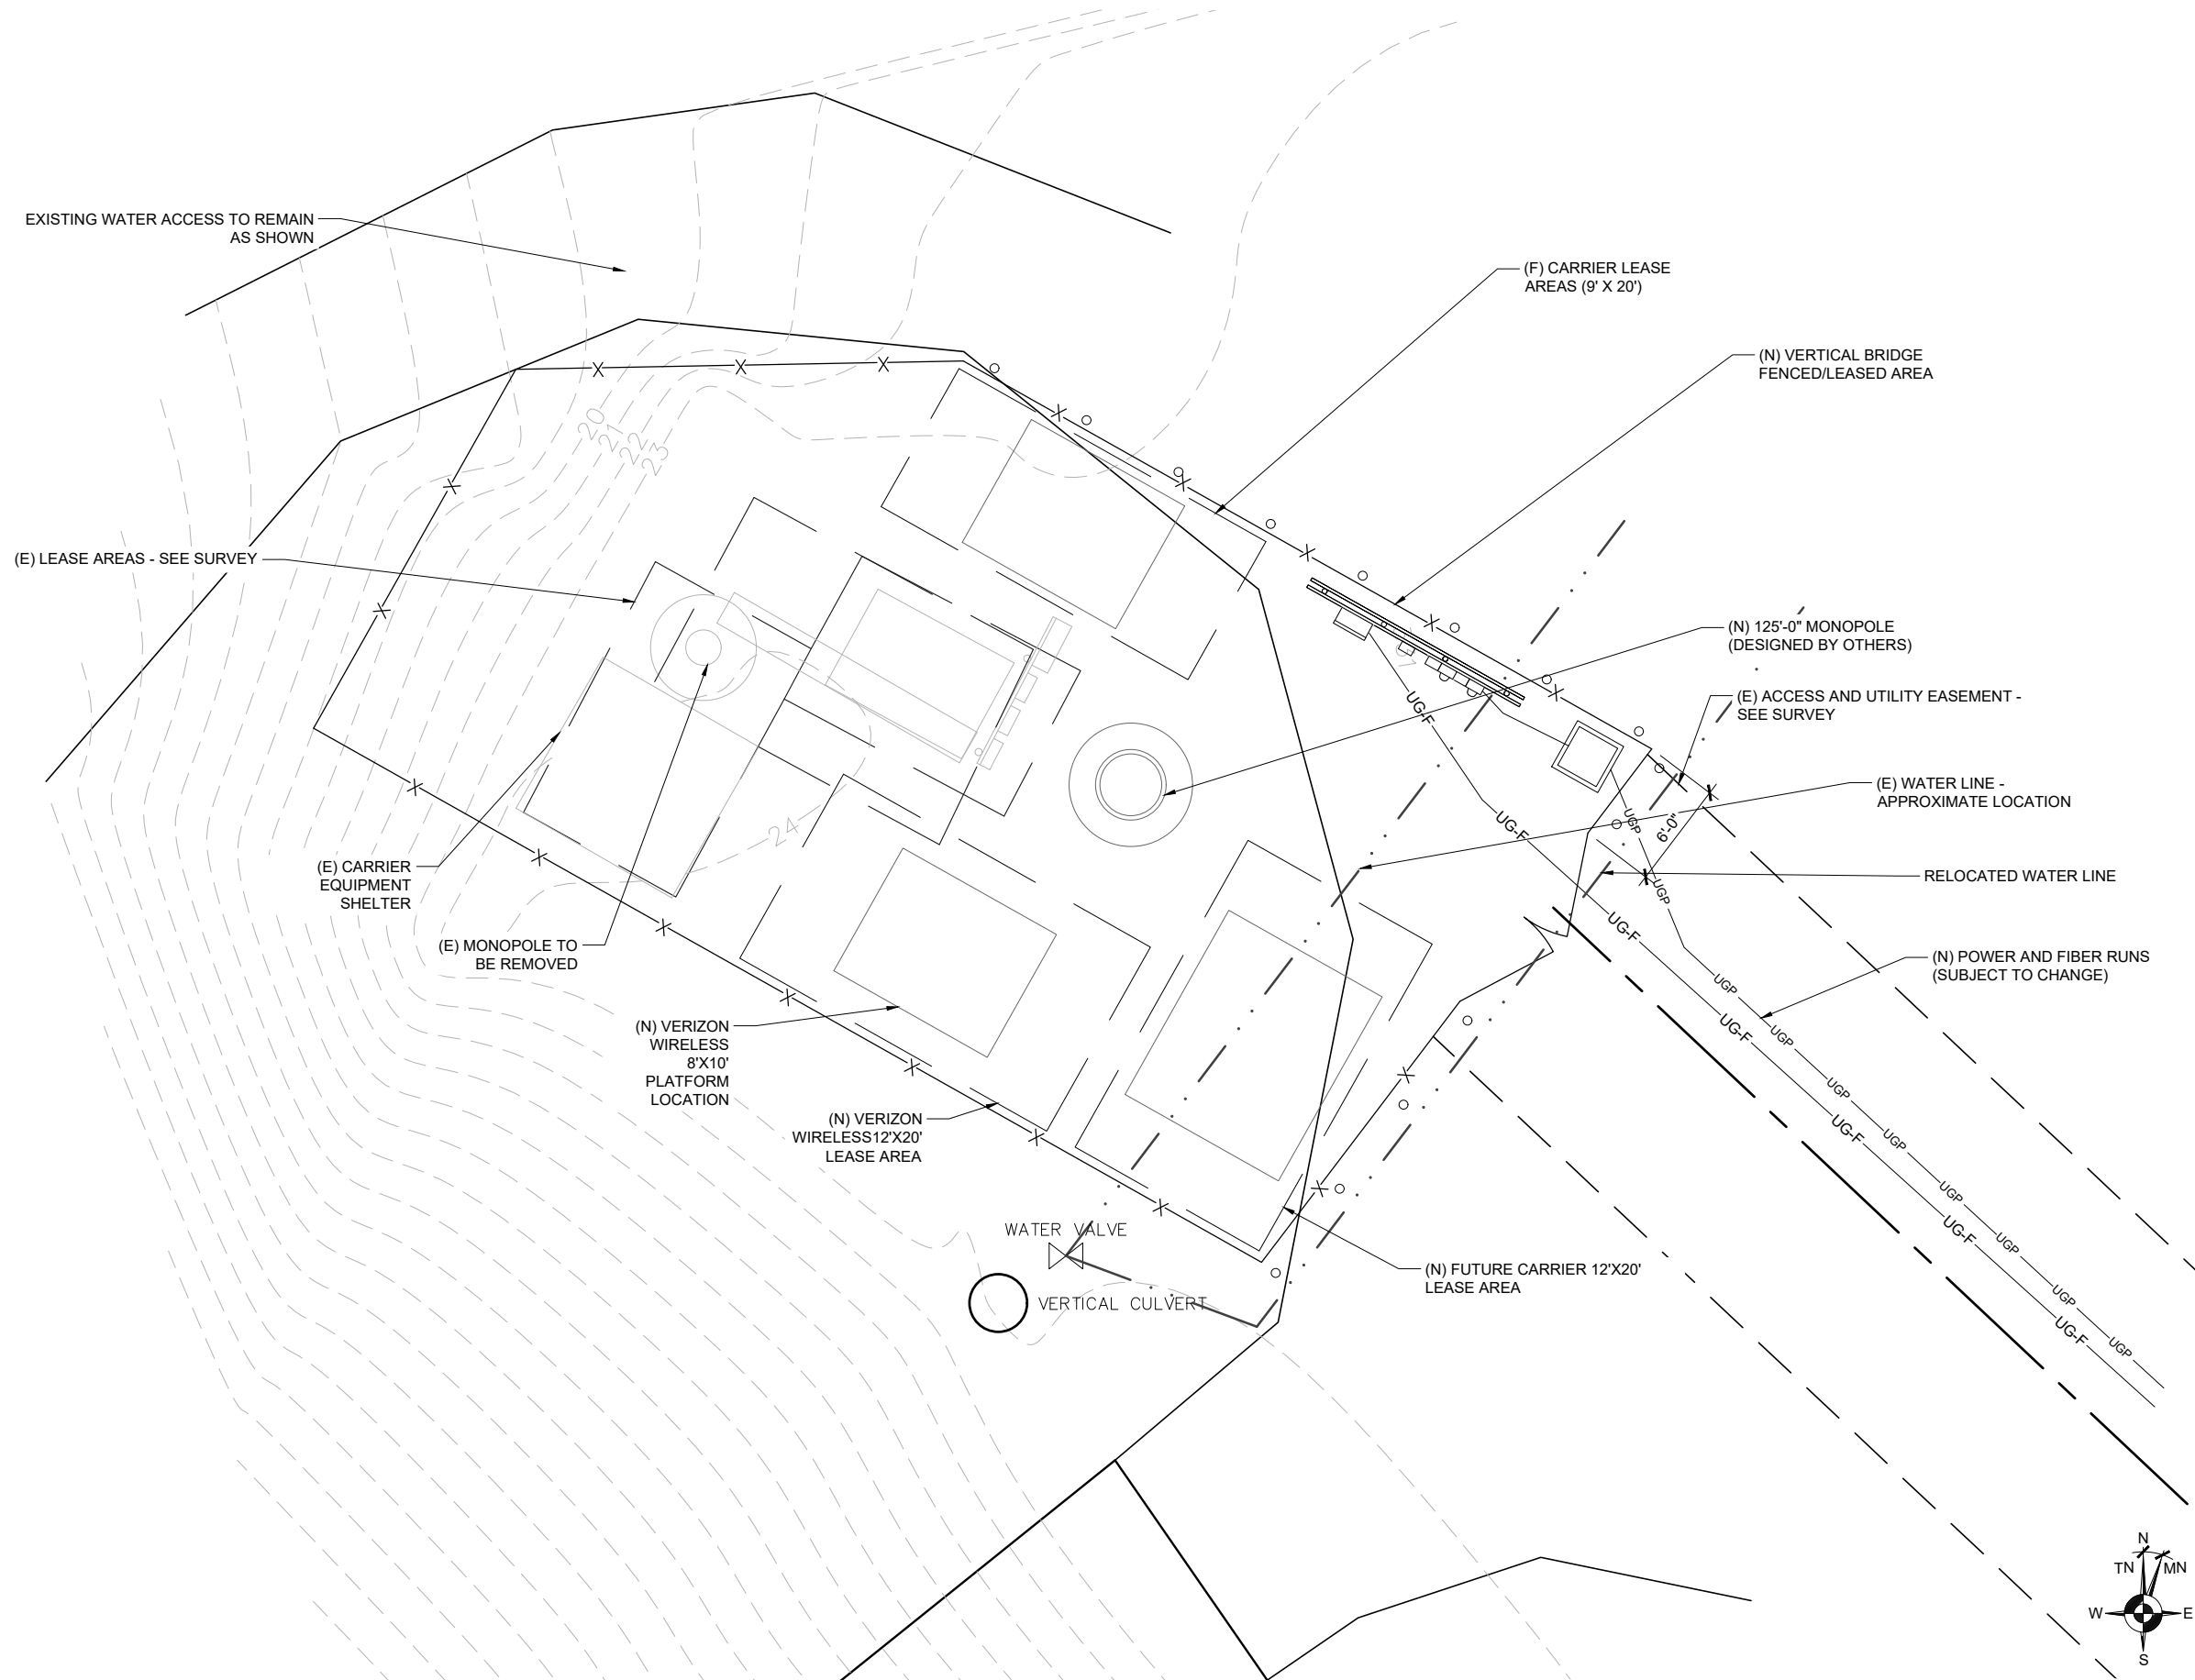 EXISTING WATER ACCESS TO REMAIN
AS SHOWN
(F) CARRIER LEASE
AREAS (9' X 20')
(N) VERTICAL BRIDGE
FENCED/LEASED AREA
20
21
22
23
(E) LEASE AREAS - SEE SURVEY
(N) 125'-0" MONOPOLE
(DESIGNED BY OTHERS)
(E) ACCESS AND UTILITY EASEMENT -
SEE SURVEY
UG-F
(E) WATER LINE -
APPROXIMATE LOCATION
UG-F
UGP
6'-0"
24
(E) CARRIER
EQUIPMENT
SHELTER
RELOCATED WATER LINE
UGP
UG-F
(E) MONOPOLE TO
BE REMOVED
(N) POWER AND FIBER RUNS
(SUBJECT TO CHANGE)
UGP
(N) VERIZON
WIRELESS
8'X10'
PLATFORM
LOCATION
UG-F
UGP
UGP
(N) VERIZON
WIRELESS12'X20'
LEASE AREA
UG-F
UGP
UGP
UG-F
UGP
WATER VALVE
(N) FUTURE CARRIER 12'X20'
LEASE AREA
VERTICAL CULVERT
UGP
UG-F
UGP
N
TN
MN
W
E
S